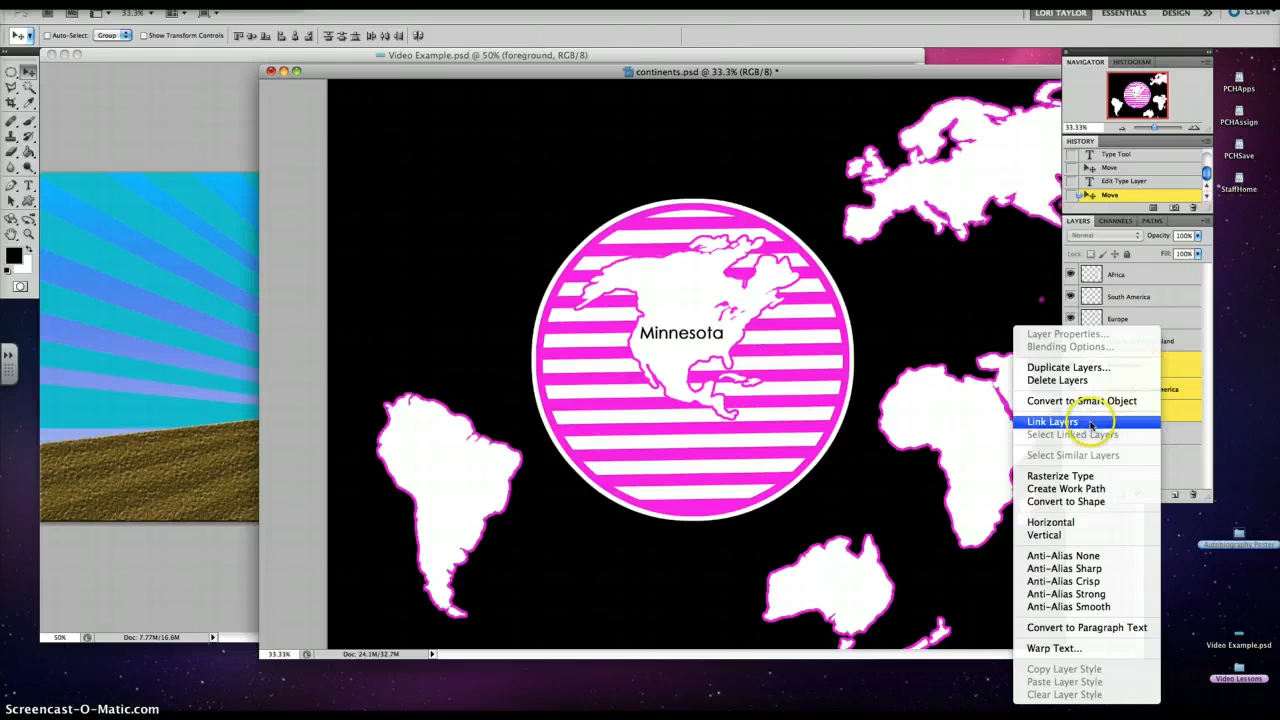 33.3%
LORI TAYLOR
ESSENTIALS
DESIGN
CS Live
Auto-Select:
Group
Show Transform Controls
Video Example.psd @ 50% (foreground, RGB/8)
continents.psd @ 33.3% (RGB/8) *
NAVIGATOR
HISTOGRAM
33.33%
HISTORY
Type Tool
Move
Edit Type Layer
Move
LAYERS
CHANNELS
PATHS
Normal
Opacity:
100%
Lock:
Fill:
100%
Africa
South America
Europe
Layer Properties...
Blending Options...
Duplicate Layers...
Delete Layers
Convert to Smart Object
Link Layers
Select Linked Layers
Select Similar Layers
Rasterize Type
Create Work Path
Convert to Shape
Horizontal
Vertical
Anti-Alias None
Anti-Alias Sharp
Anti-Alias Crisp
Anti-Alias Strong
Anti-Alias Smooth
Convert to Paragraph Text
Warp Text...
Copy Layer Style
Paste Layer Style
Clear Layer Style
Minnesota
PCHApps
PCHAssign
PCHSave
StaffHome
Autobiography Poster
Video Example.psd
Video Lessons
50%
Doc: 7.77M/16.6M
33.33%
Doc: 24.1M/32.7M
Screencast-O-Matic.com